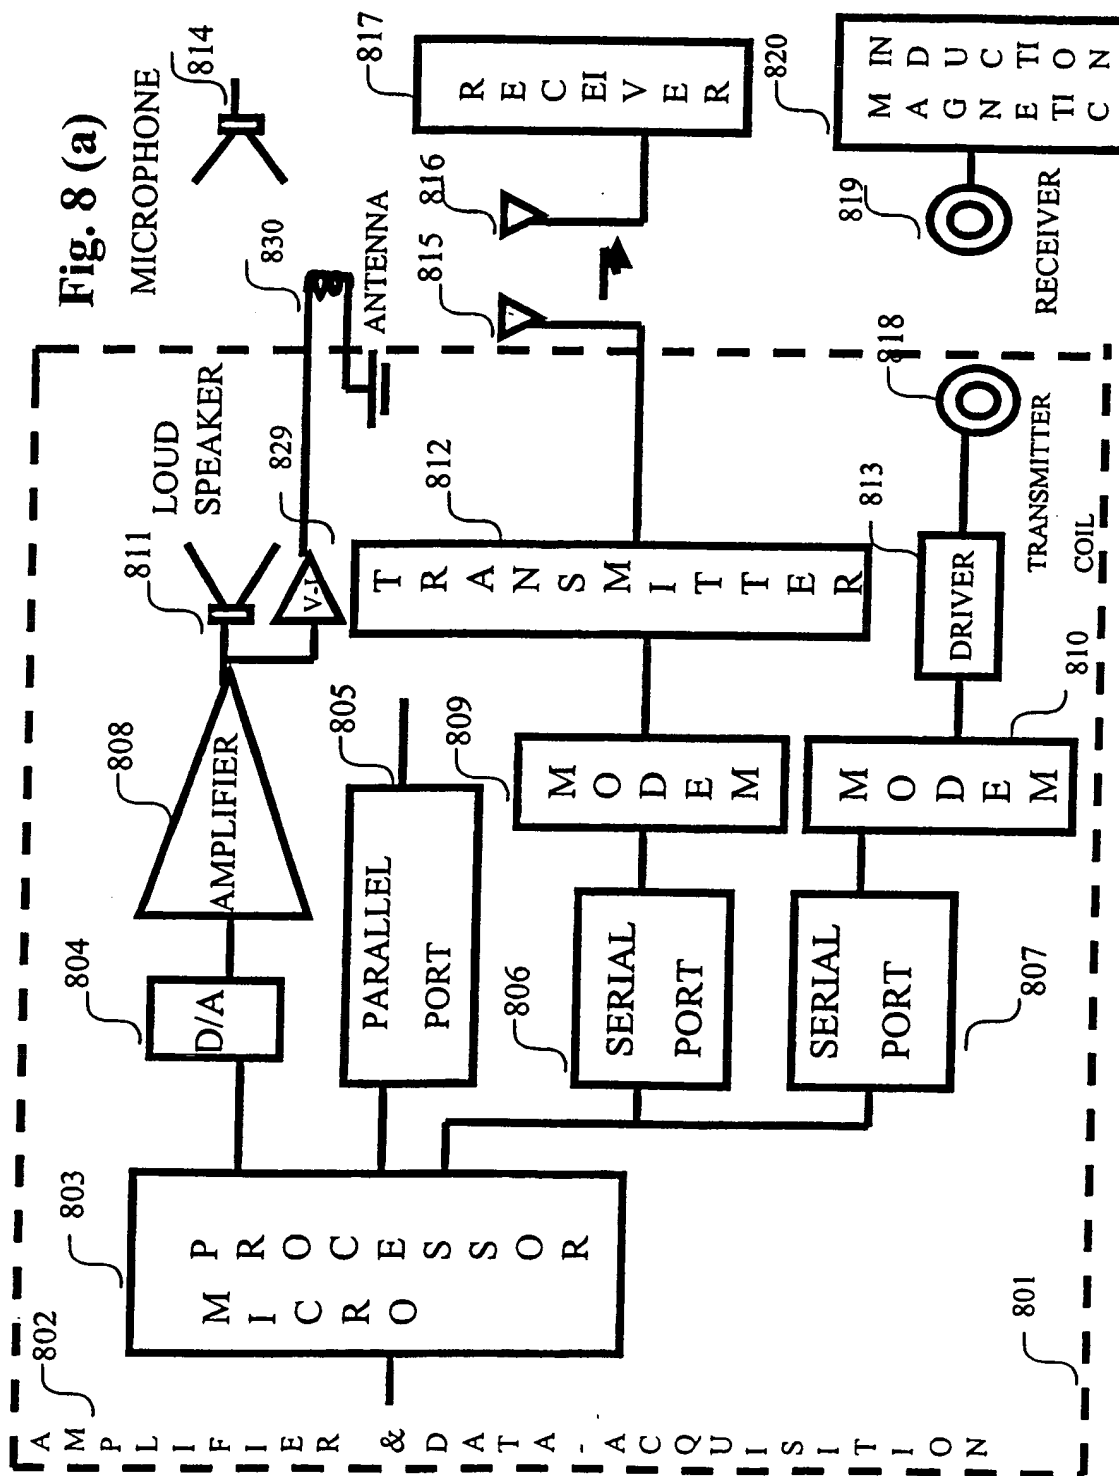 Fig. 8 (a)
MICROPHONE
814
830
ANTENNA
815
816
817
RECEIVER
820
MAGNETIC
INDUCTION
819
RECEIVER
818
TRANSMITTER
COIL
LOUD
SPEAKER
811
829
V-I
812
TRANSMITTER
813
DRIVER
810
MODEM
809
MODEM
808
AMPLIFIER
805
PARALLEL
PORT
804
D/A
806
SERIAL
PORT
807
SERIAL
PORT
803
MICRO
PROCESSOR
802
AMPLIFIER & DATA-ACQUISITION
801